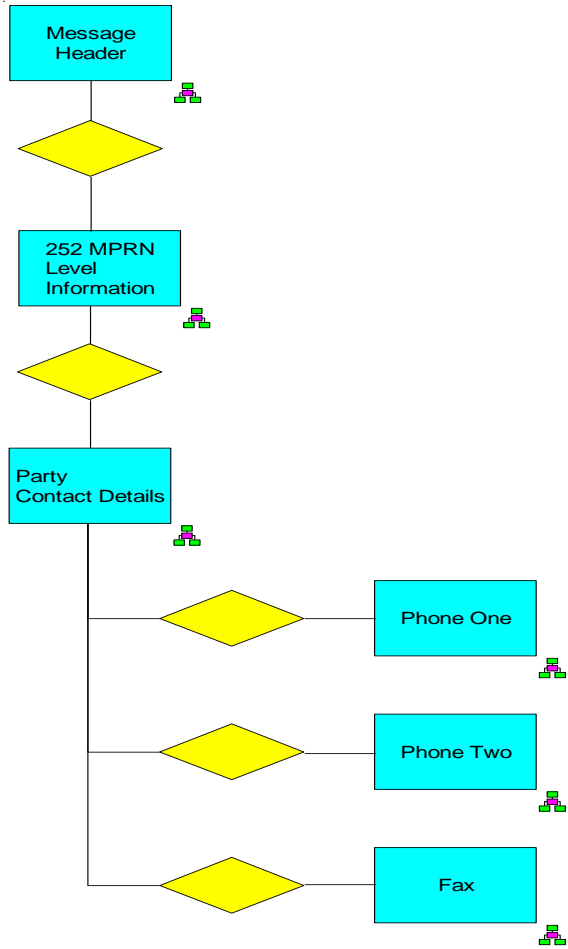 Message
Header
252 MPRN
Level
Information
Party
Contact Details
Phone One
Phone Two
Fax